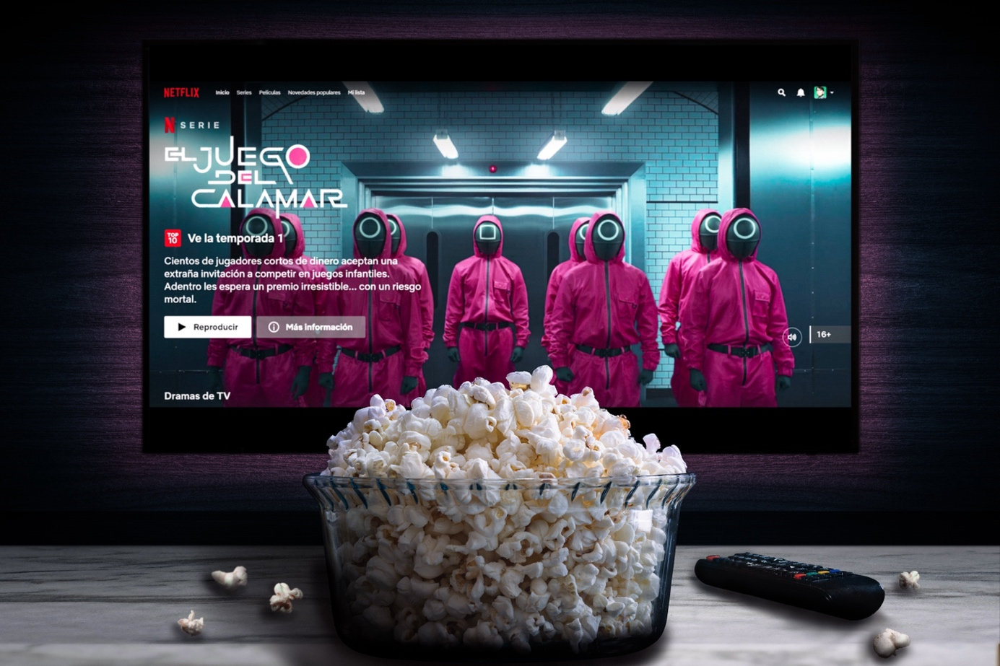 NETFLIX Inicio Series Películas Novedades populares Mi lista
N SERIE
EL JUEGO
DEL
CALAMAR
TOP 10 Ve la temporada 1
Cientos de jugadores cortos de dinero aceptan una
extraña invitación a competir en juegos infantiles.
Adentro les espera un premio irresistible... con un riesgo
mortal.
Reproducir Más información
16+
Dramas de TV